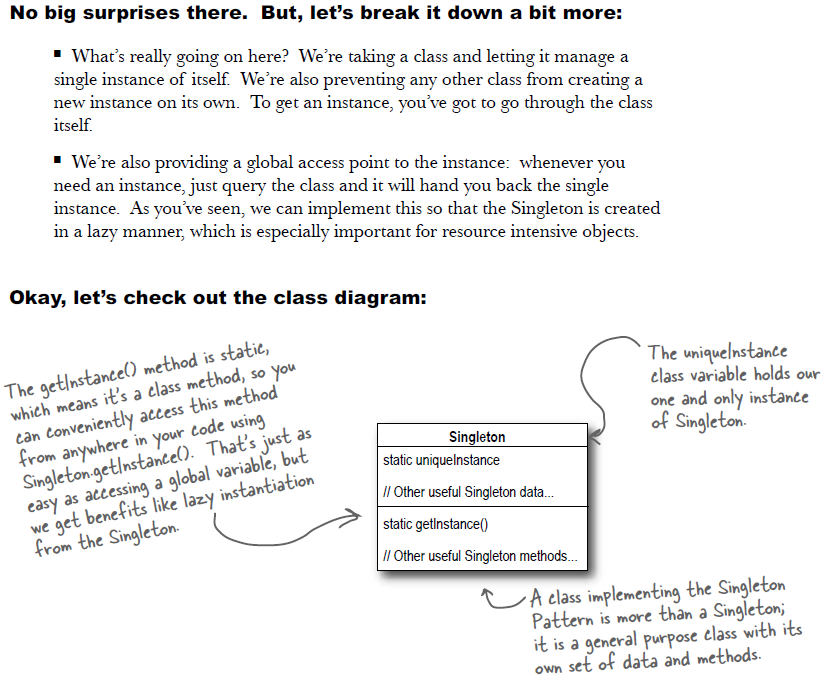 No big surprises there.  But, let's break it down a bit more:
▪ What's really going on here?  We're taking a class and letting it manage a
single instance of itself.  We're also preventing any other class from creating a
new instance on its own.  To get an instance, you've got to go through the class
itself.
▪ We're also providing a global access point to the instance:  whenever you
need an instance, just query the class and it will hand you back the single
instance.  As you've seen, we can implement this so that the Singleton is created
in a lazy manner, which is especially important for resource intensive objects.
Okay, let's check out the class diagram:
The getInstance() method is static,
which means it's a class method, so you
can conveniently access this method
from anywhere in your code using
Singleton.getInstance().  That's just as
easy as accessing a global variable, but
we get benefits like lazy instantiation
from the Singleton.
The uniqueInstance
class variable holds our
one and only instance
of Singleton.
Singleton
static uniqueInstance
// Other useful Singleton data...
static getInstance()
// Other useful Singleton methods...
A class implementing the Singleton
Pattern is more than a Singleton;
it is a general purpose class with its
own set of data and methods.